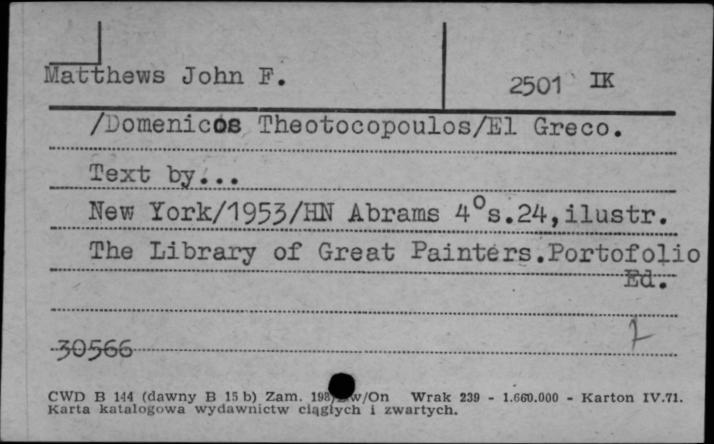 Matthews John F.
2501 IK
/Domenicos Theotocopoulos/El Greco.
Text by...
New York/1953/HN Abrams 4°s.24,ilustr.
The Library of Great Painters.Portofolio
Ed.
30566
CWD B 144 (dawny B 15 b) Zam. Wrak 239 - 1.660.000 - Karton IV.71.
Karta katalogowa wydawnictw ciągłych i zwartych.